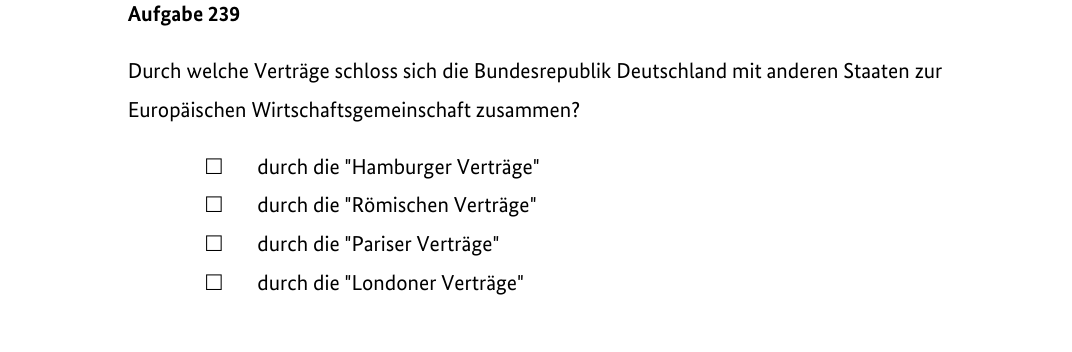 Aufgabe 239
Durch welche Verträge schloss sich die Bundesrepublik Deutschland mit anderen Staaten zur
Europäischen Wirtschaftsgemeinschaft zusammen?
☐ durch die "Hamburger Verträge"
☐ durch die "Römischen Verträge"
☐ durch die "Pariser Verträge"
☐ durch die "Londoner Verträge"